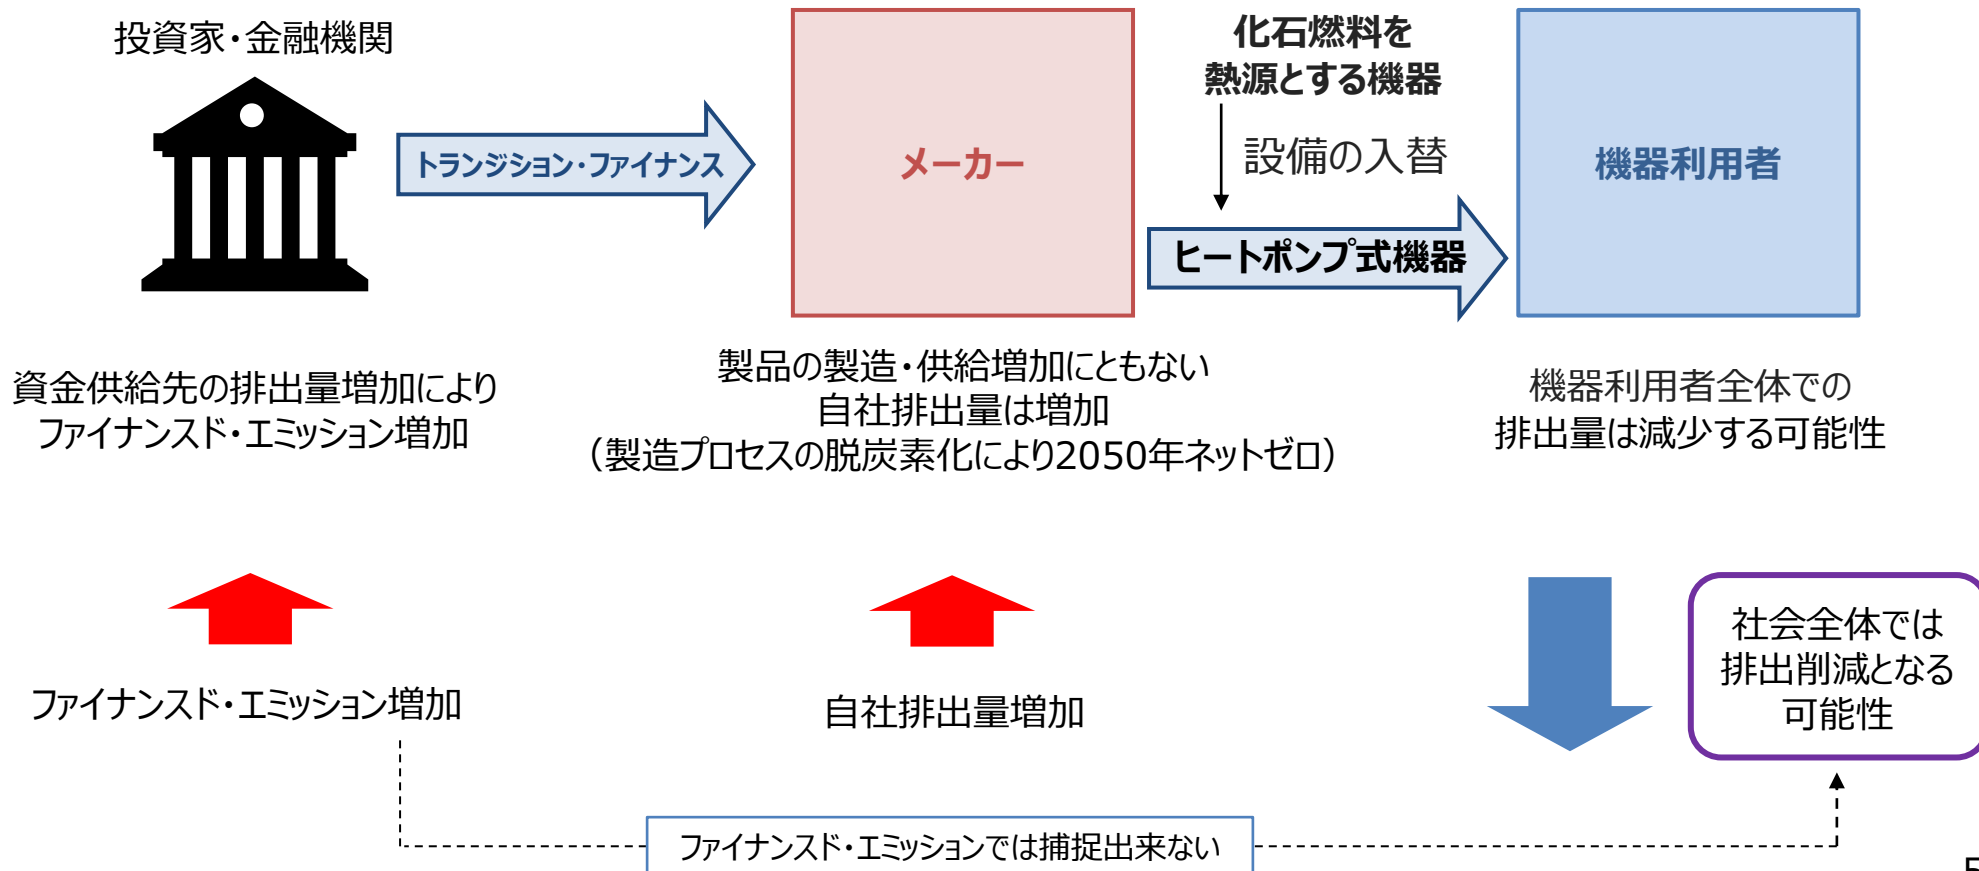 投資家・金融機関
トランジション・ファイナンス
メーカー
化石燃料を
熱源とする機器
設備の入替
ヒートポンプ式機器
機器利用者
資金供給先の排出量増加により
ファイナンスド・エミッション増加
製品の製造・供給増加にともない
自社排出量は増加
（製造プロセスの脱炭素化により2050年ネットゼロ）
機器利用者全体での
排出量は減少する可能性
ファイナンスド・エミッション増加
自社排出量増加
社会全体では
排出削減となる
可能性
ファイナンスド・エミッションでは捕捉出来ない